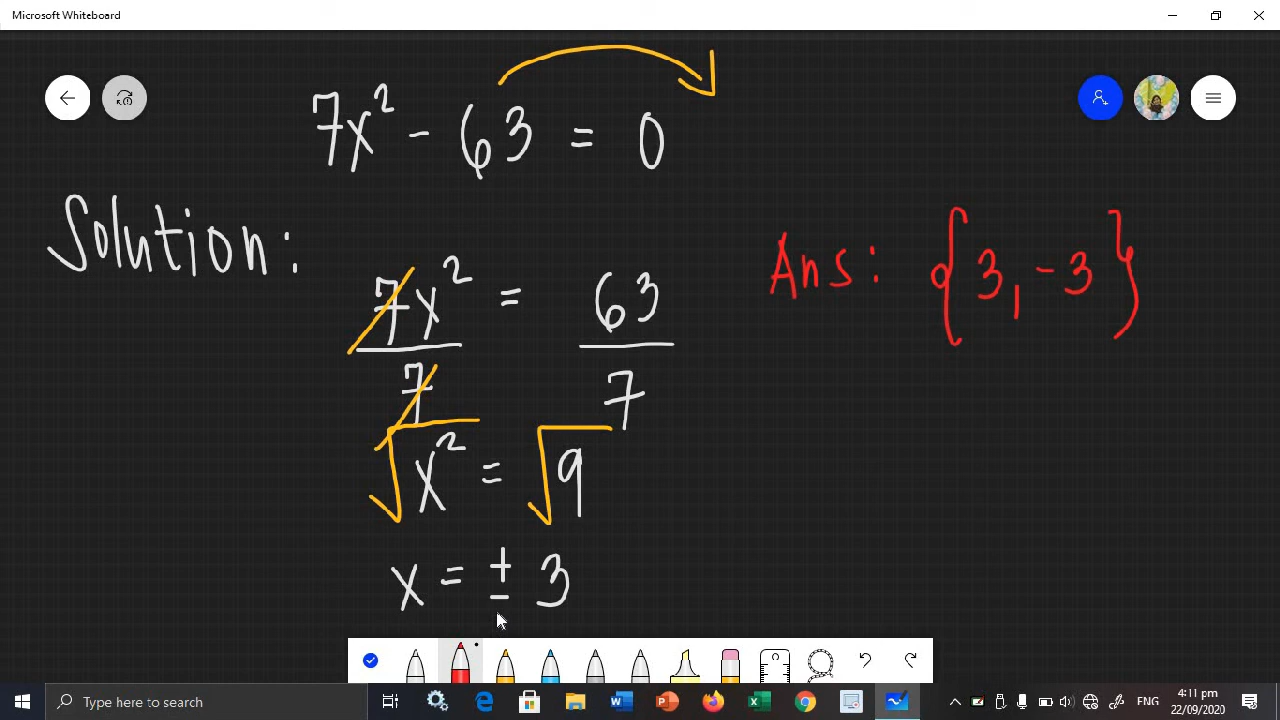 Microsoft Whiteboard
7x² - 63 = 0
Solution:
7x² = 63
7 7
√x² = √9
x = ± 3
Ans: {3, -3}
Type here to search
ENG
4:11 pm
22/09/2020